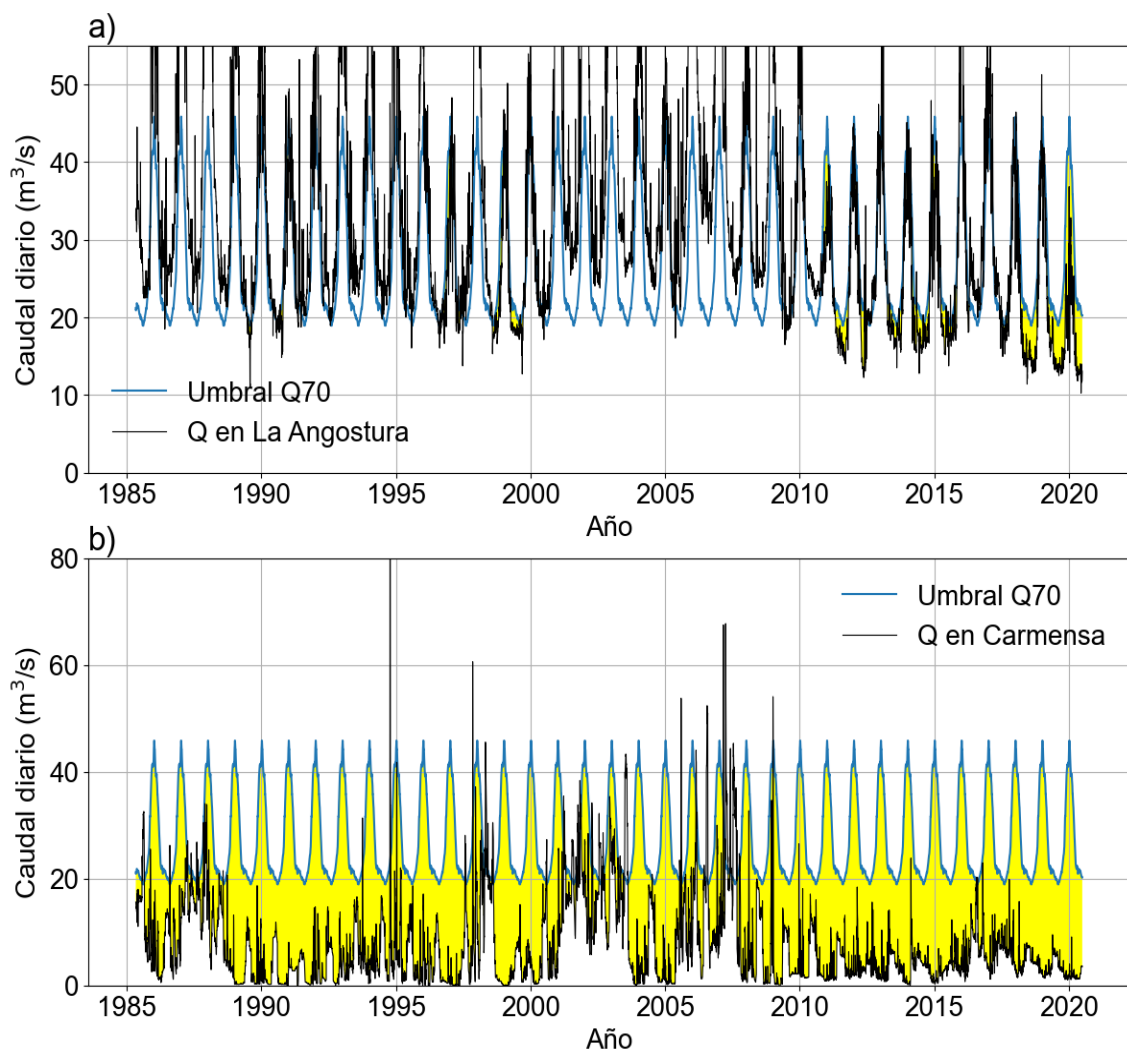 a)
Caudal diario (m³/s)
50
40
30
20
10
0
Umbral Q70
Q en La Angostura
1985 1990 1995 2000 2005 2010 2015 2020
Año
b)
Caudal diario (m³/s)
80
60
40
20
0
Umbral Q70
Q en Carmensa
1985 1990 1995 2000 2005 2010 2015 2020
Año